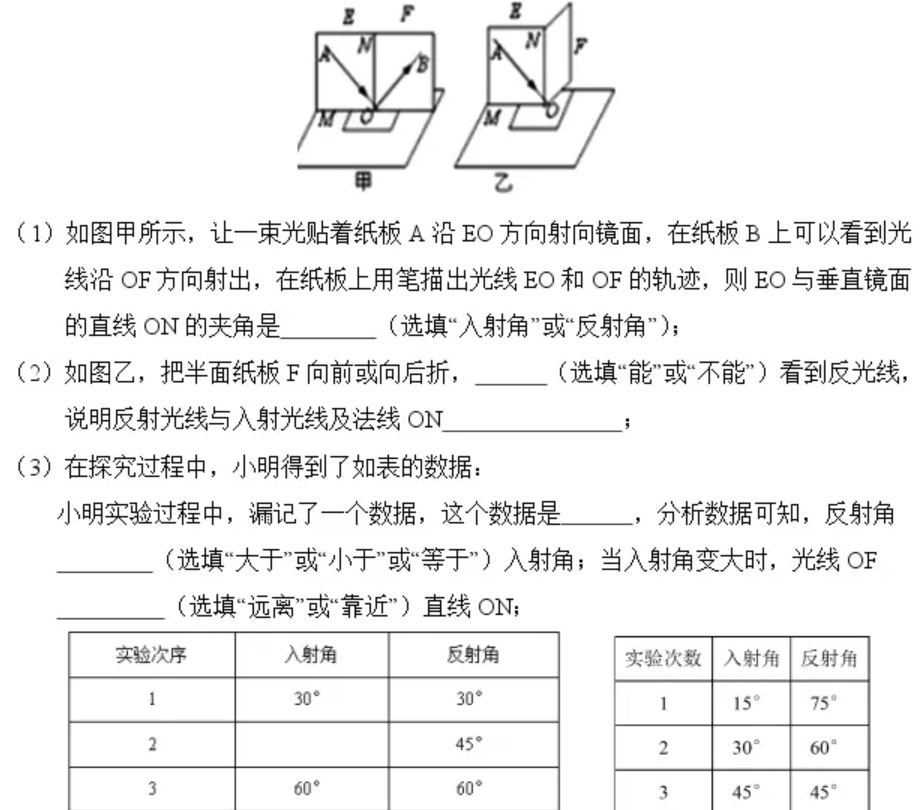 E F
A N B
M O
甲
E
A N F
M O
乙
（1）如图甲所示，让一束光贴着纸板 A 沿 EO 方向射向镜面，在纸板 B 上可以看到光
线沿 OF 方向射出，在纸板上用笔描出光线 EO 和 OF 的轨迹，则 EO 与垂直镜面
的直线 ON 的夹角是________（选填“入射角”或“反射角”）；
（2）如图乙，把半面纸板 F 向前或向后折，______（选填“能”或“不能”）看到反光线，
说明反射光线与入射光线及法线 ON_______________；
（3）在探究过程中，小明得到了如表的数据：
小明实验过程中，漏记了一个数据，这个数据是______，分析数据可知，反射角
________（选填“大于”或“小于”或“等于”）入射角；当入射角变大时，光线 OF
_________（选填“远离”或“靠近”）直线 ON；
实验次序 入射角 反射角
1 30° 30°
2 45°
3 60° 60°
实验次数 入射角 反射角
1 15° 75°
2 30° 60°
3 45° 45°